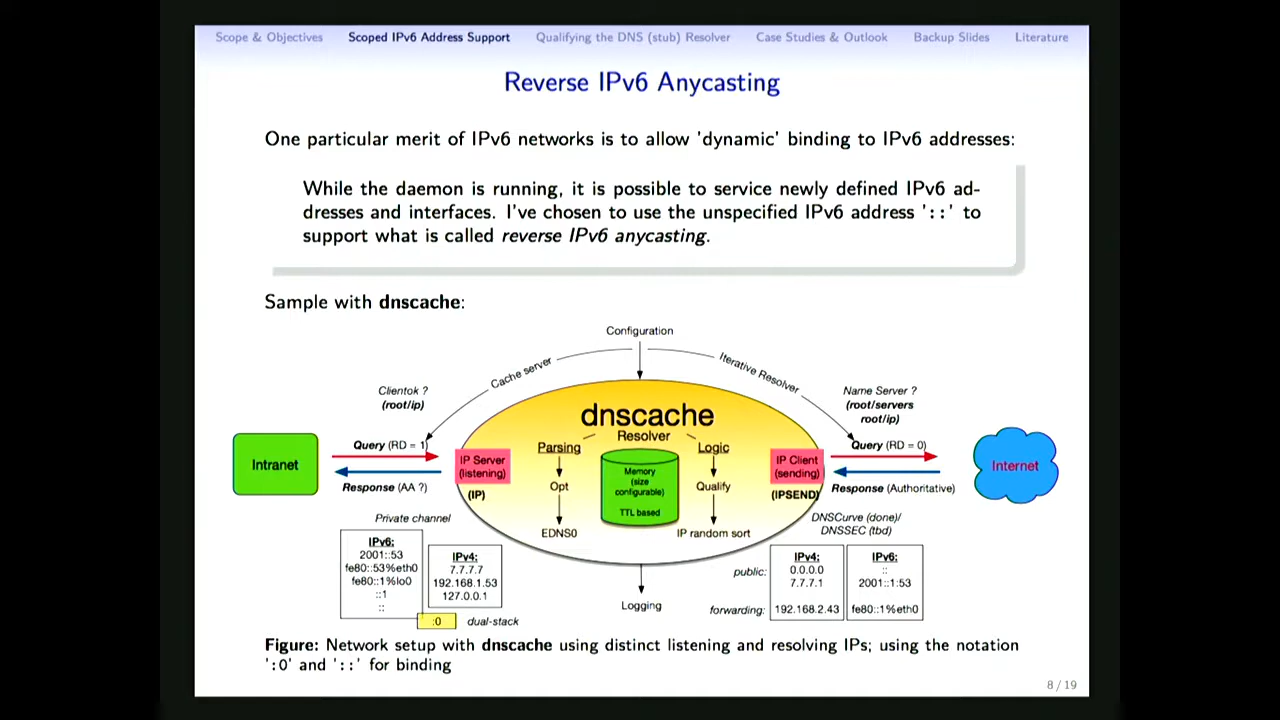 Scope & Objectives Scoped IPv6 Address Support Qualifying the DNS (stub) Resolver Case Studies & Outlook Backup Slides Literature
Reverse IPv6 Anycasting
One particular merit of IPv6 networks is to allow 'dynamic' binding to IPv6 addresses:
While the daemon is running, it is possible to service newly defined IPv6 ad-
dresses and interfaces. I've chosen to use the unspecified IPv6 address '::' to
support what is called reverse IPv6 anycasting.
Sample with dnscache:
Configuration
Cache server
Iterative Resolver
Clientok ?
(root/ip)
Name Server ?
(root/servers
root/ip)
dnscache
Resolver
Query (RD = 1)
Parsing
Logic
Query (RD = 0)
Intranet
IP Server
(listening)
(IP)
Memory
(size
configurable)
TTL based
IP Client
(sending)
(IPSEND)
Internet
Response (AA ?)
Opt
Qualify
Response (Authoritative)
EDNS0
IP random sort
Private channel
DNSCurve (done)/
DNSSEC (tbd)
IPv6:
2001::53
fe80::53%eth0
fe80::1%lo0
::1
::
IPv4:
7.7.7.7
192.168.1.53
127.0.0.1
:0
dual-stack
Logging
public:
forwarding:
IPv4:
0.0.0.0
7.7.7.1
192.168.2.43
IPv6:
::
2001::1:53
fe80::1%eth0
Figure: Network setup with dnscache using distinct listening and resolving IPs; using the notation
':0' and '::' for binding
8 / 19